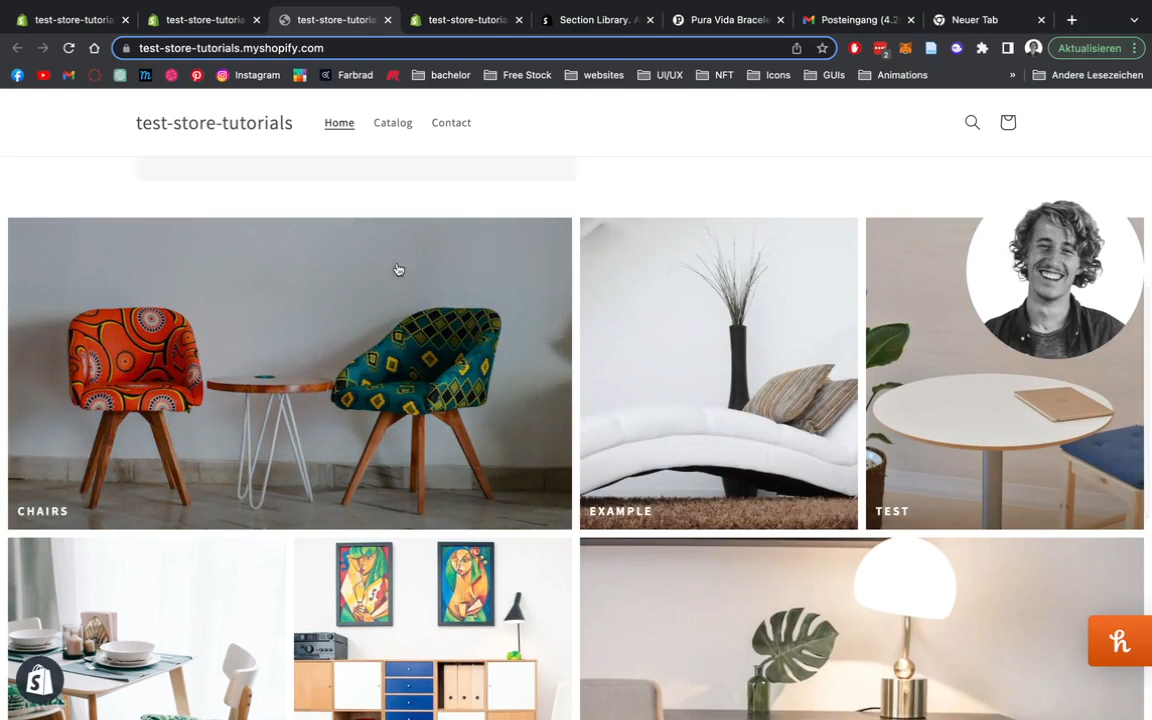 test-store-tutoria
test-store-tutoria
test-store-tutoria
test-store-tutoria
Section Library. A
Pura Vida Bracele
Posteingang (4.2
Neuer Tab
test-store-tutorials.myshopify.com
2
Aktualisieren
Instagram
Farbrad
bachelor
Free Stock
websites
UI/UX
NFT
Icons
GUIs
Animations
»
Andere Lesezeichen
test-store-tutorials
Home
Catalog
Contact
CHAIRS
EXAMPLE
TEST
h